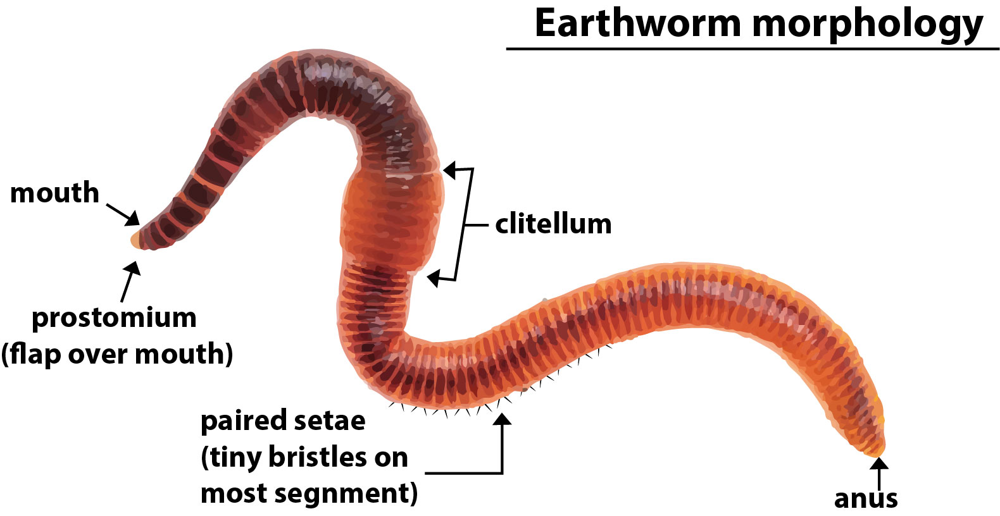 Earthworm morphology
mouth
clitellum
prostomium
(flap over mouth)
paired setae
(tiny bristles on
most segnment)
anus